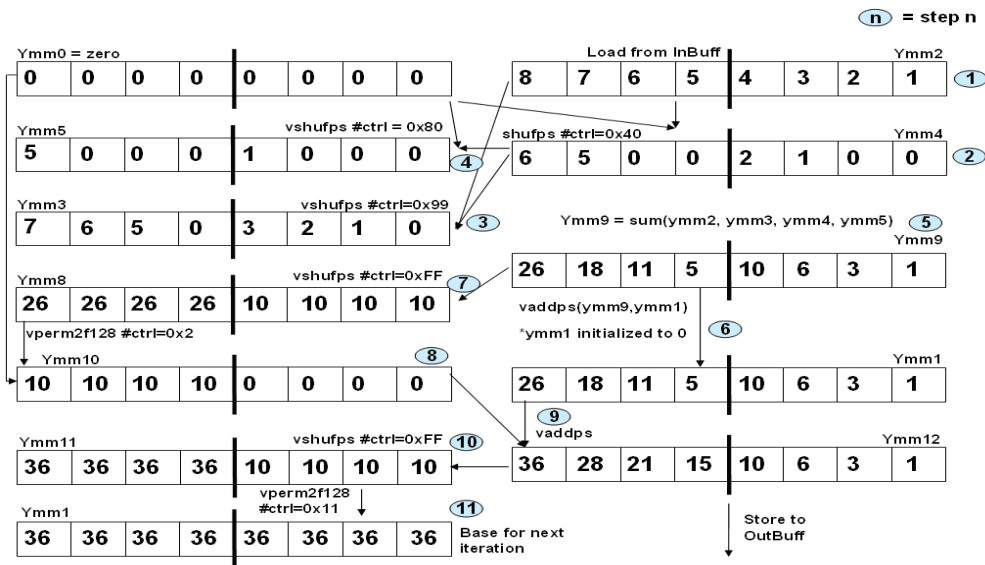 n = step n
Ymm0 = zero
0 0 0 0 0 0 0 0
Load from InBuff
Ymm2
8 7 6 5 4 3 2 1
1
Ymm5
vshufps #ctrl = 0x80
5 0 0 0 1 0 0 0
4
shufps #ctrl=0x40
Ymm4
6 5 0 0 2 1 0 0
2
Ymm3
vshufps #ctrl=0x99
7 6 5 0 3 2 1 0
3
Ymm9 = sum(ymm2, ymm3, ymm4, ymm5)
5
Ymm9
26 18 11 5 10 6 3 1
Ymm8
vshufps #ctrl=0xFF
7
26 26 26 26 10 10 10 10
vperm2f128 #ctrl=0x2
vaddps(ymm9,ymm1)
*ymm1 initialized to 0
6
Ymm10
8
10 10 10 10 0 0 0 0
Ymm1
26 18 11 5 10 6 3 1
9
vaddps
Ymm11
vshufps #ctrl=0xFF
10
36 36 36 36 10 10 10 10
Ymm12
36 28 21 15 10 6 3 1
vperm2f128
#ctrl=0x11
11
Ymm1
36 36 36 36 36 36 36 36
Base for next
iteration
Store to
OutBuff